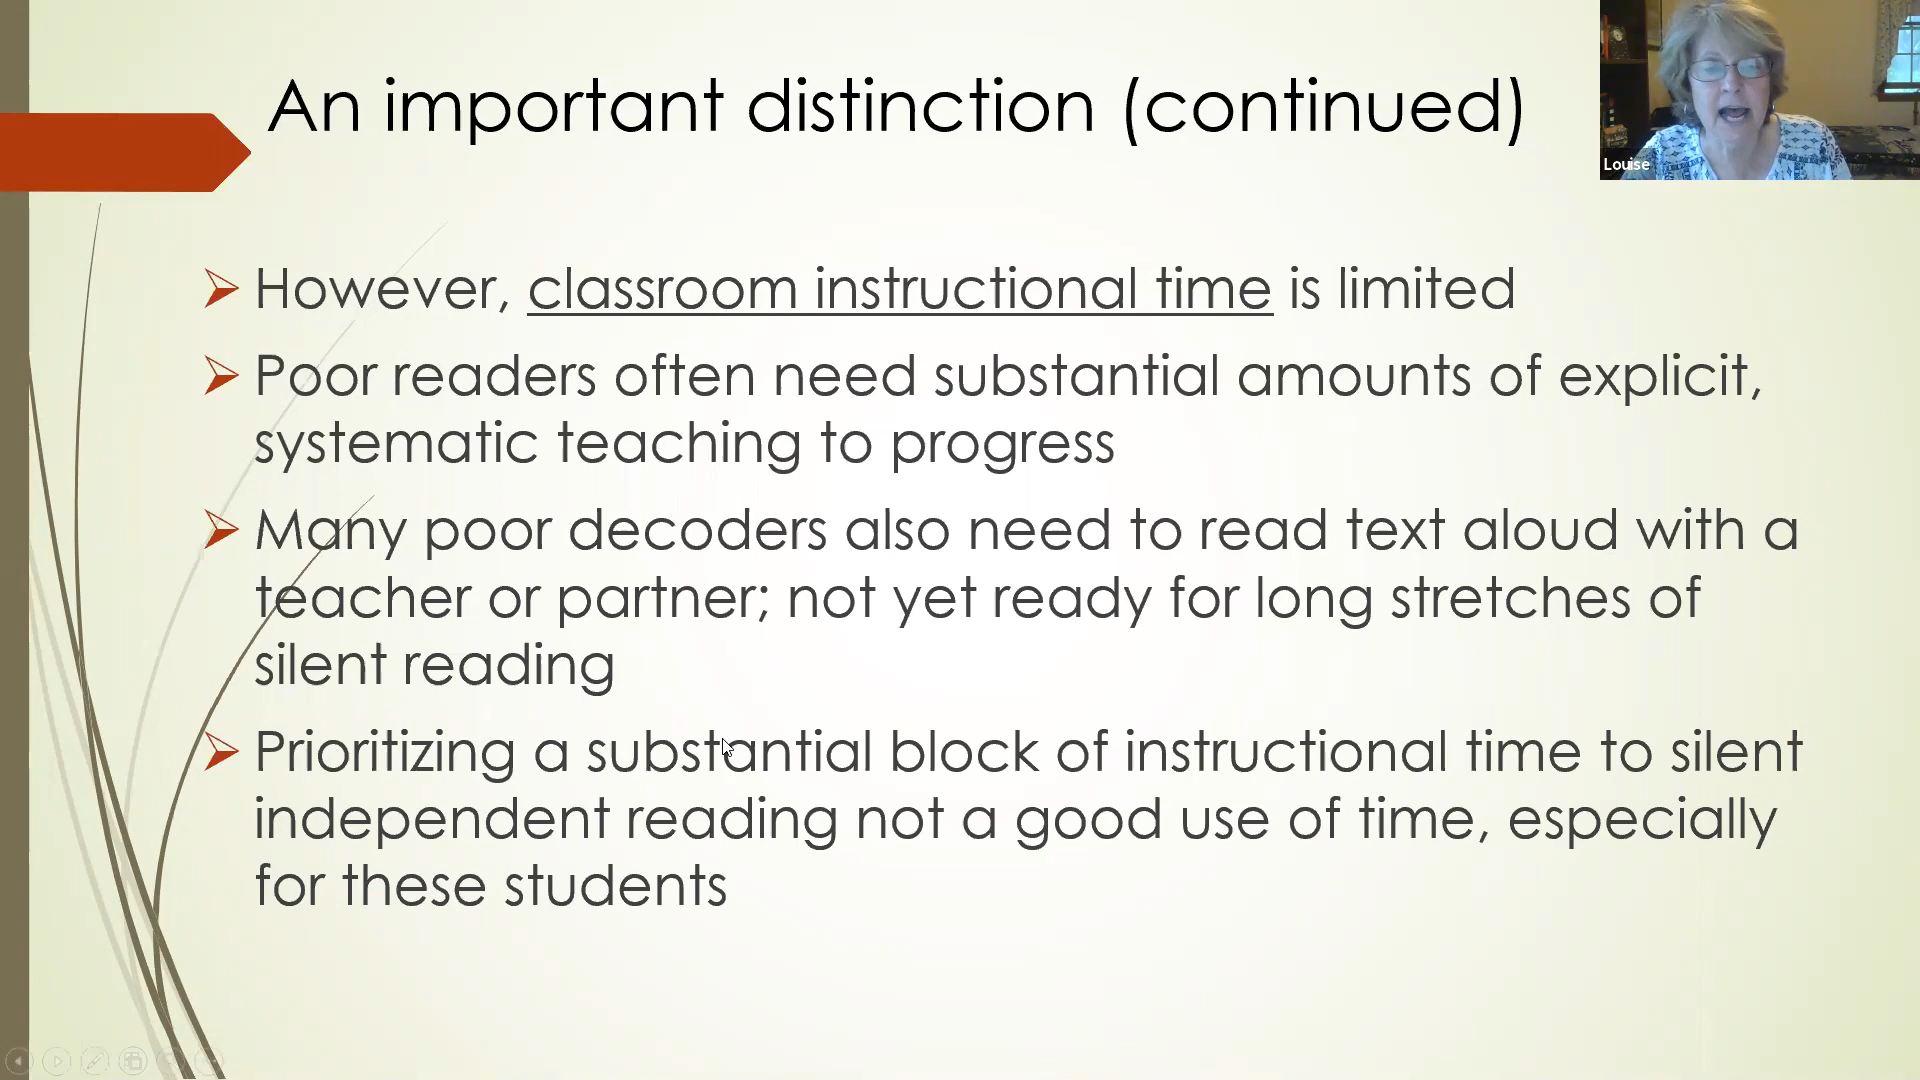 An important distinction (continued)
Louise
However, classroom instructional time is limited
Poor readers often need substantial amounts of explicit,
systematic teaching to progress
Many poor decoders also need to read text aloud with a
teacher or partner; not yet ready for long stretches of
silent reading
Prioritizing a substantial block of instructional time to silent
independent reading not a good use of time, especially
for these students